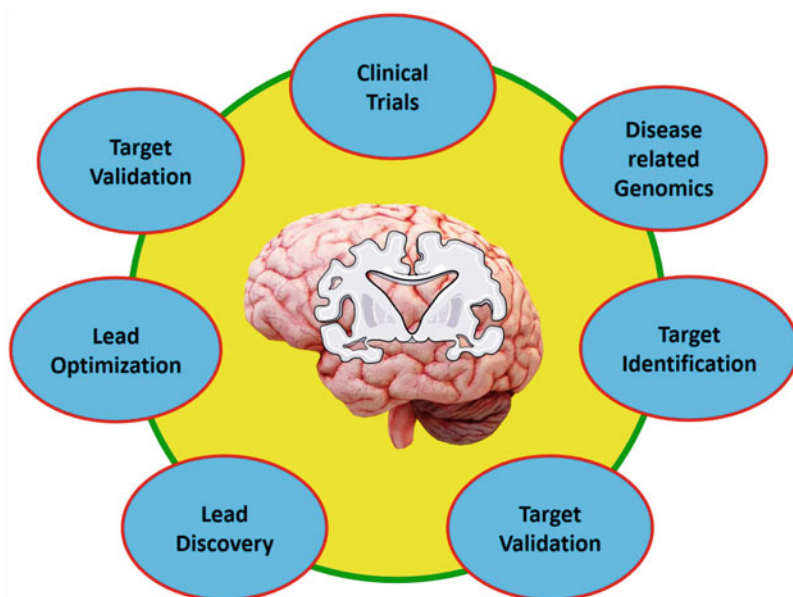 Clinical
Trials
Disease
related
Genomics
Target
Identification
Target
Validation
Lead
Discovery
Lead
Optimization
Target
Validation